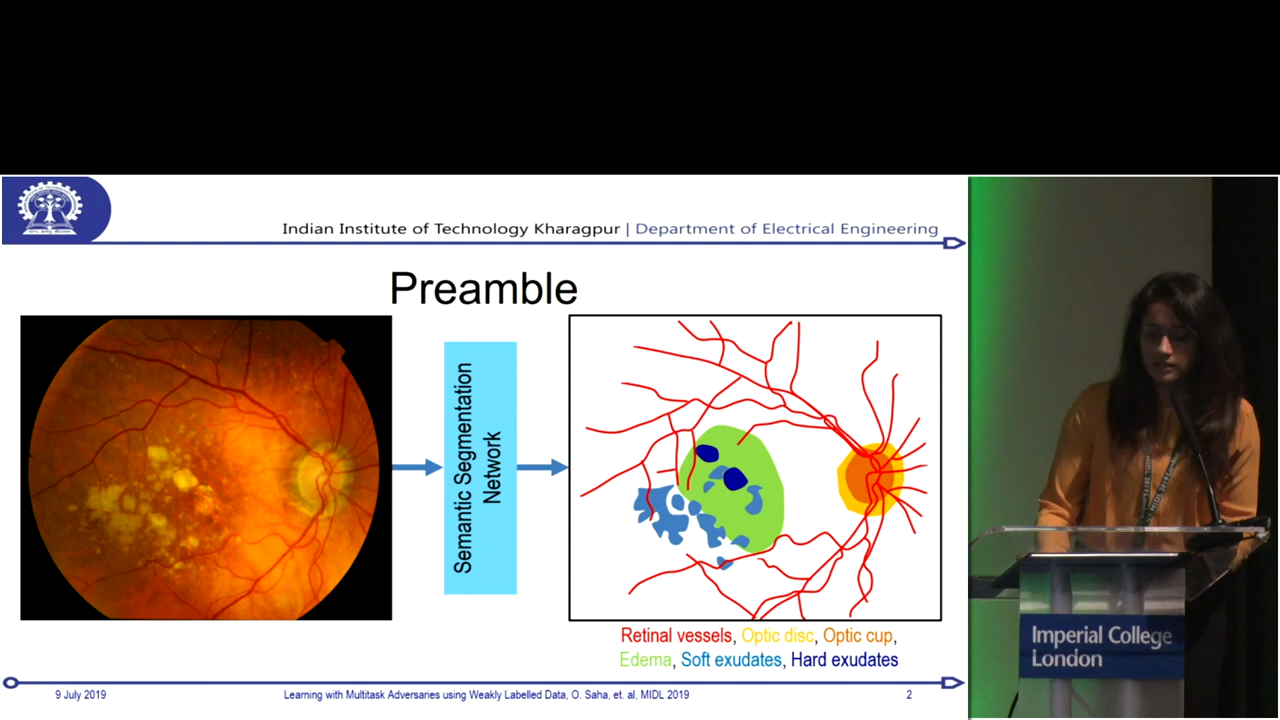 Indian Institute of Technology Kharagpur | Department of Electrical Engineering
Preamble
Semantic Segmentation
Network
Retinal vessels, Optic disc, Optic cup,
Edema, Soft exudates, Hard exudates
9 July 2019
Learning with Multitask Adversaries using Weakly Labelled Data, O. Saha, et. al, MIDL 2019
2
Imperial College
London